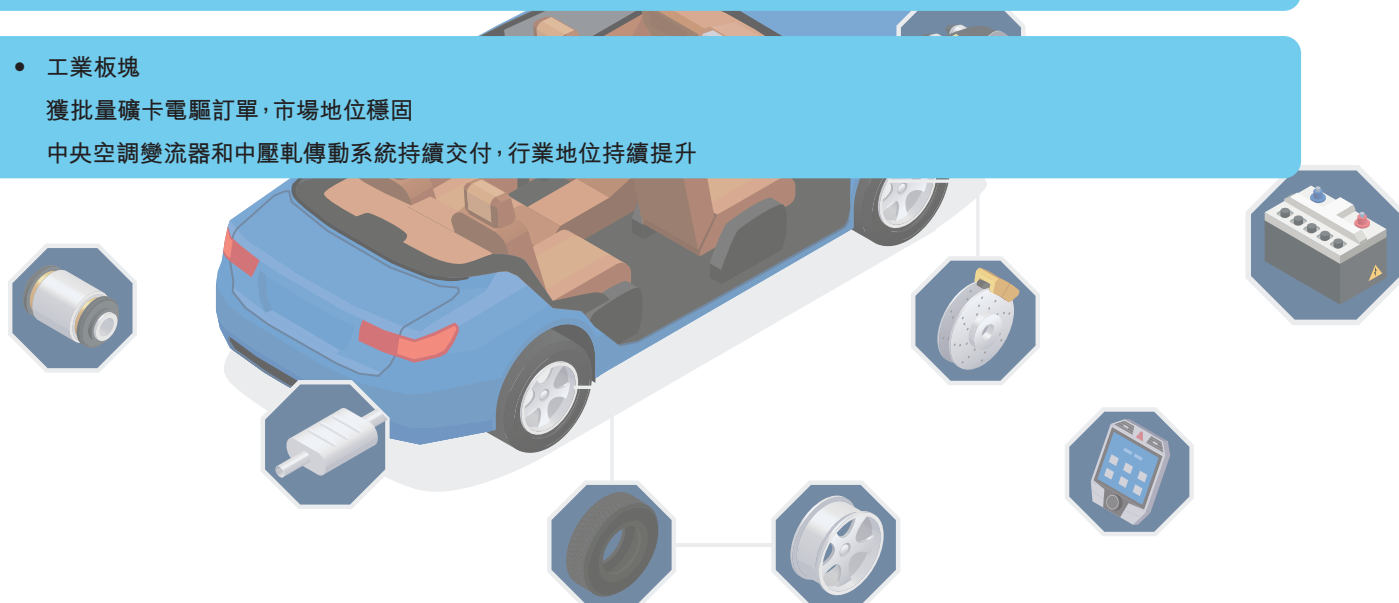 • 工業板塊
獲批量礦卡電驅訂單，市場地位穩固
中央空調變流器和中壓軋傳動系統持續交付，行業地位持續提升